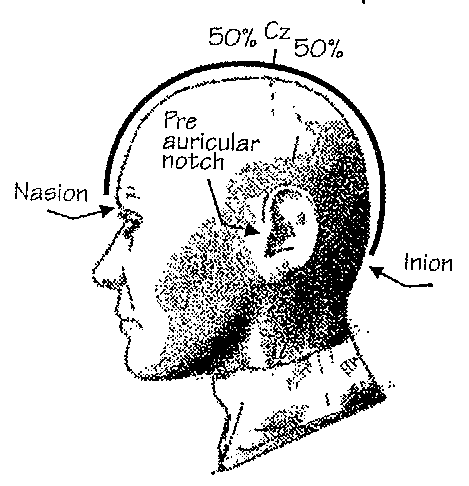 50% Cz 50%
Pre
auricular
notch
Nasion
Inion